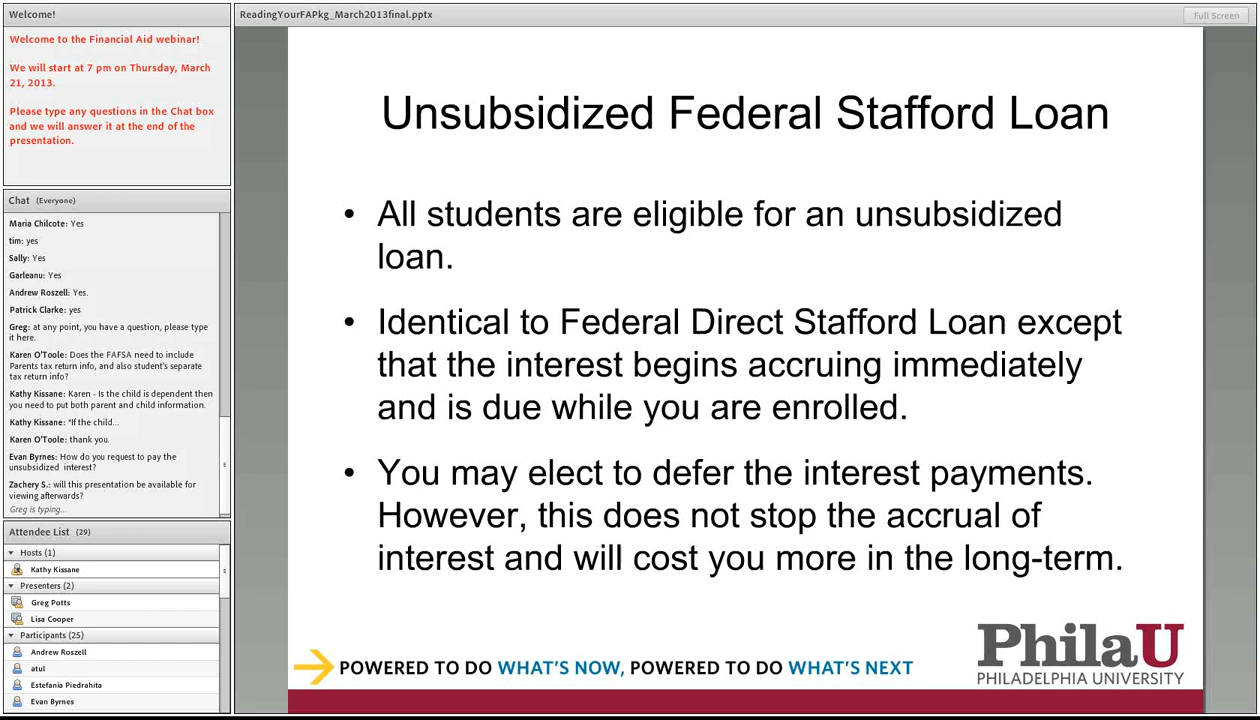 Welcome!
Welcome to the Financial Aid webinar!
We will start at 7 pm on Thursday, March
21, 2013.
Please type any questions in the Chat box
and we will answer it at the end of the
presentation.
Chat (Everyone)
Maria Chilcote: Yes
tim: yes
Sally: Yes
Garleanu: Yes
Andrew Roszell: Yes.
Patrick Clarke: yes
Greg: at any point, you have a question, please type
it here.
Karen O'Toole: Does the FAFSA need to include
Parents tax return info, and also student's separate
tax return info?
Kathy Kissane: Karen - Is the child is dependent then
you need to put both parent and child information.
Kathy Kissane: *If the child...
Karen O'Toole: thank you.
Evan Byrnes: How do you request to pay the
unsubsidized interest?
Zachery S.: will this presentation be available for
viewing afterwards?
Greg is typing...
Attendee List (29)
Hosts (1)
Kathy Kissane
Presenters (2)
Greg Potts
Lisa Cooper
Participants (25)
Andrew Roszell
atul
Estefania Piedrahita
Evan Byrnes
ReadingYourFAPkg_March2013final.pptx
Full Screen
Unsubsidized Federal Stafford Loan
• All students are eligible for an unsubsidized
loan.
• Identical to Federal Direct Stafford Loan except
that the interest begins accruing immediately
and is due while you are enrolled.
• You may elect to defer the interest payments.
However, this does not stop the accrual of
interest and will cost you more in the long-term.
POWERED TO DO WHAT'S NOW, POWERED TO DO WHAT'S NEXT
PhilaU
PHILADELPHIA UNIVERSITY